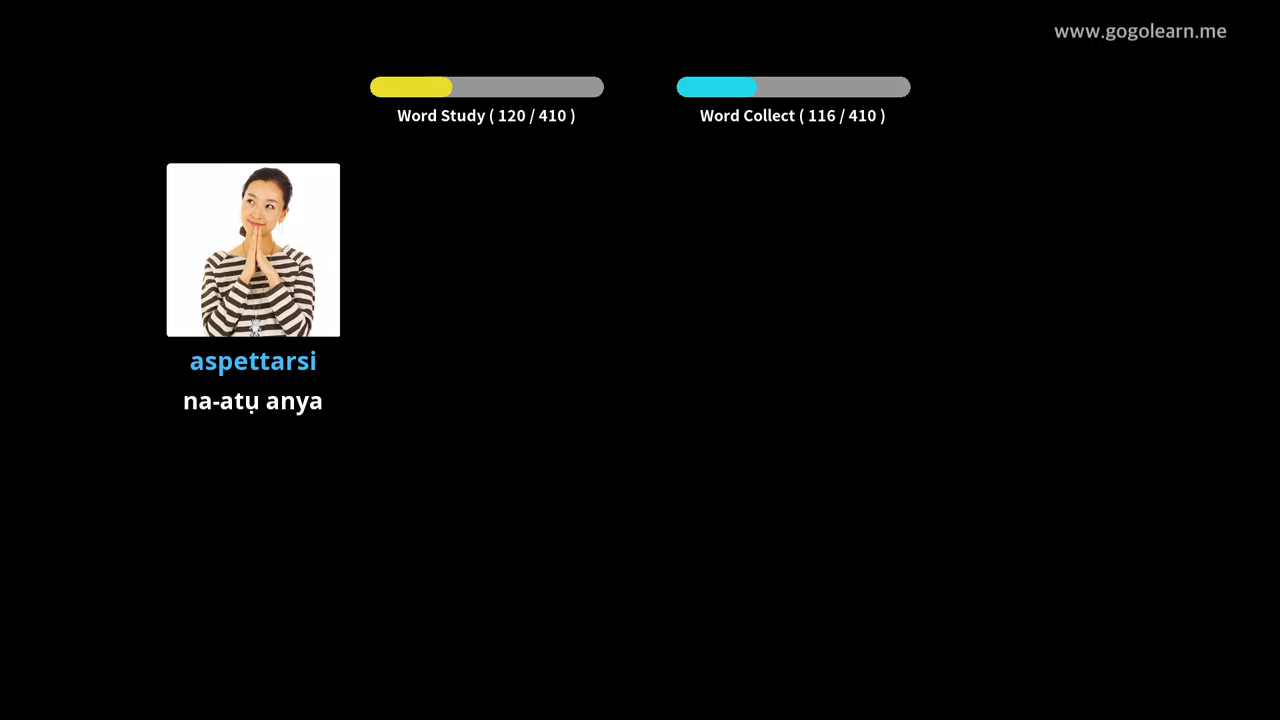 www.gogolearn.me
Word Study ( 120 / 410 )
Word Collect ( 116 / 410 )
aspettarsi
na-atụ anya